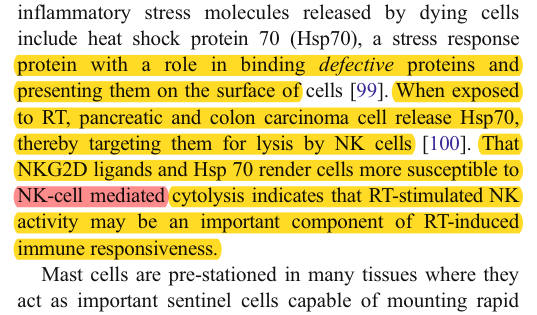 inflammatory stress molecules released by dying cells
include heat shock protein 70 (Hsp70), a stress response
protein with a role in binding defective proteins and
presenting them on the surface of cells [99]. When exposed
to RT, pancreatic and colon carcinoma cell release Hsp70,
thereby targeting them for lysis by NK cells [100]. That
NKG2D ligands and Hsp 70 render cells more susceptible to
NK-cell mediated cytolysis indicates that RT-stimulated NK
activity may be an important component of RT-induced
immune responsiveness.
Mast cells are pre-stationed in many tissues where they
act as important sentinel cells capable of mounting rapid